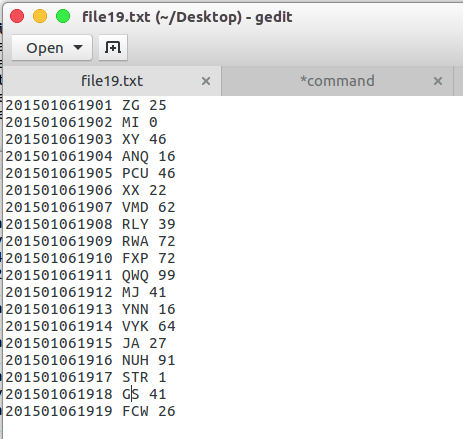 file19.txt (~/Desktop) - gedit
Open
file19.txt × *command ×
201501061901 ZG 25
201501061902 MI 0
201501061903 XY 46
201501061904 ANQ 16
201501061905 PCU 46
201501061906 XX 22
201501061907 VMD 62
201501061908 RLY 39
201501061909 RWA 72
201501061910 FXP 72
201501061911 QWQ 99
201501061912 MJ 41
201501061913 YNN 16
201501061914 VYK 64
201501061915 JA 27
201501061916 NUH 91
201501061917 STR 1
201501061918 GS 41
201501061919 FCW 26